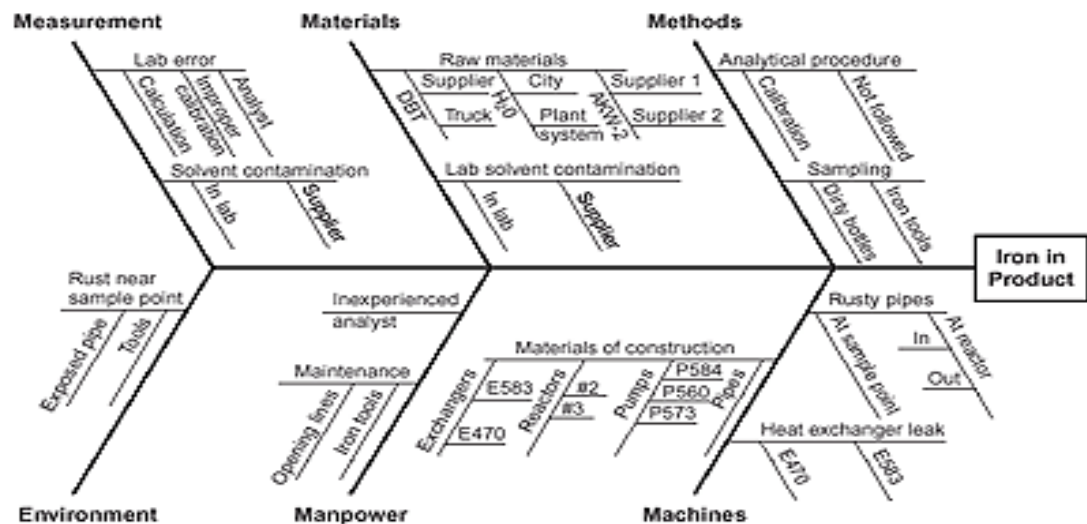 Measurement
Materials
Methods
Lab error
Calculation
Improper
calibration
Analyst
Solvent contamination
In lab
Supplier
Raw materials
DBT
Supplier
Truck
H₂0
City
Plant
system
AKW-2
Supplier 1
Supplier 2
Lab solvent contamination
In lab
Supplier
Analytical procedure
Calibration
Not followed
Sampling
Dirty bottles
Iron tools
Iron in
Product
Rust near
sample point
Exposed pipe
Tools
Inexperienced
analyst
Maintenance
Opening lines
Iron tools
Materials of construction
Exchangers
E583
E470
Reactors
#2
#3
Pumps
P584
P560
P573
Pipes
Rusty pipes
At sample point
At reactor
In
Out
Heat exchanger leak
E470
E583
Environment
Manpower
Machines